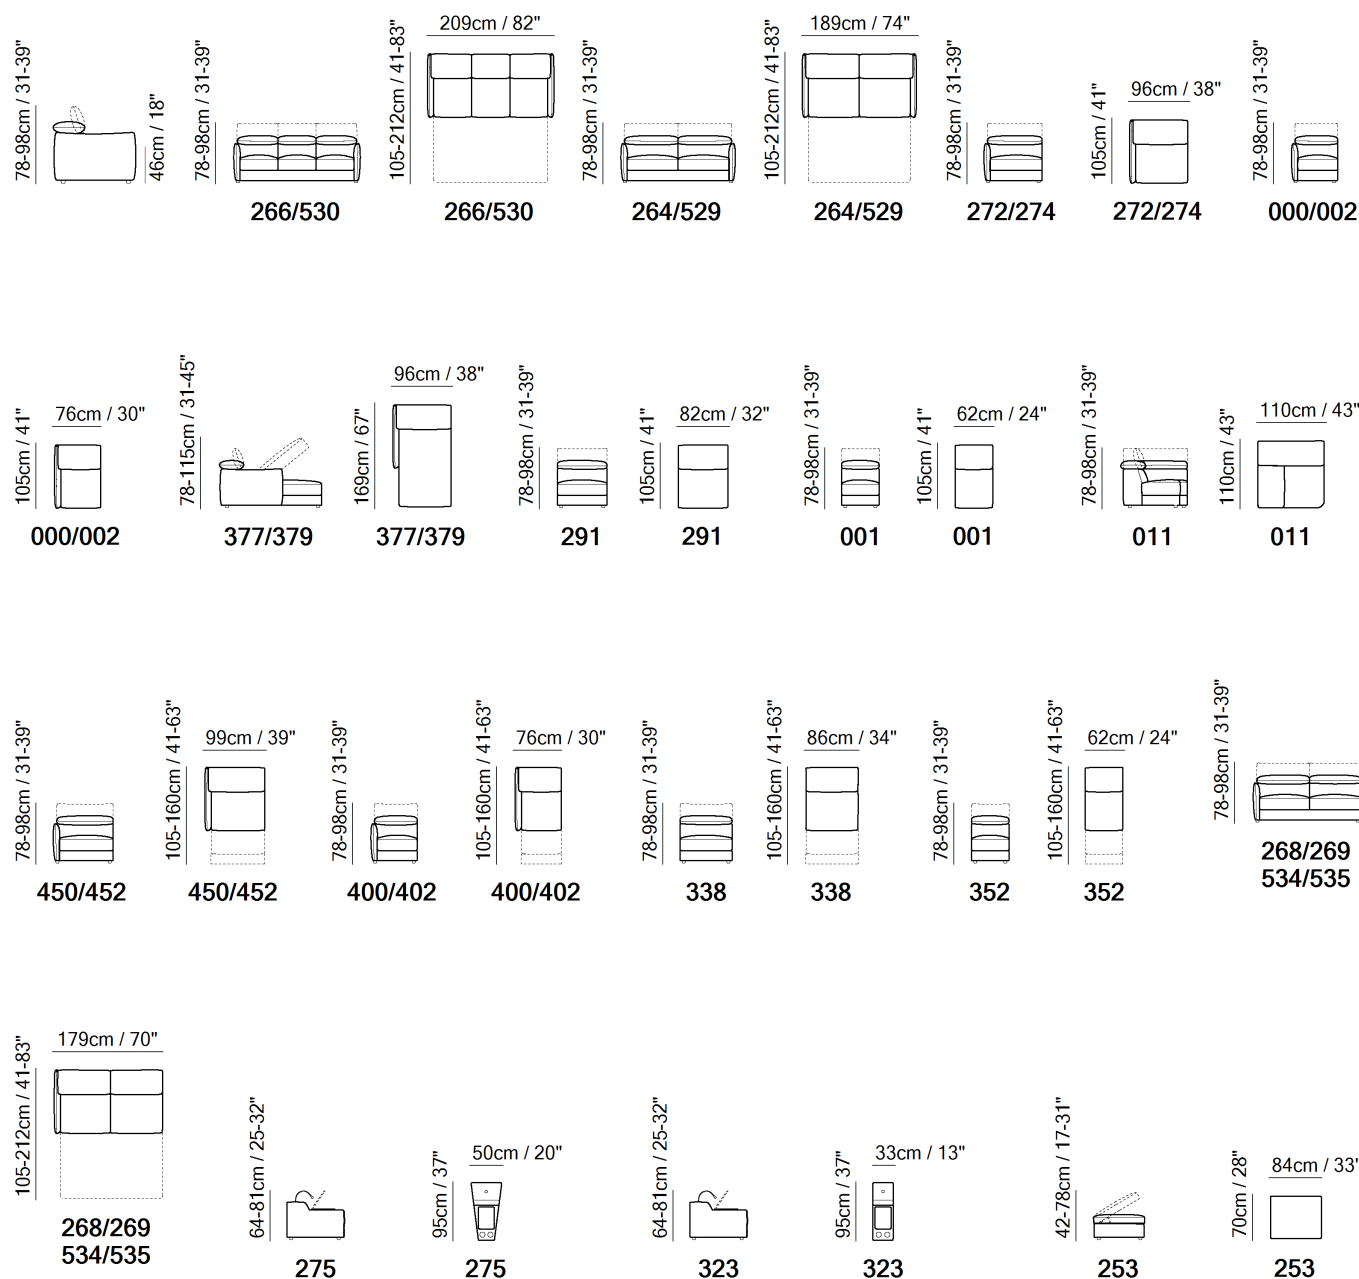 78-98cm / 31-39"
46cm / 18"
78-98cm / 31-39"
266/530
105-212cm / 41-83"
209cm / 82"
266/530
78-98cm / 31-39"
264/529
105-212cm / 41-83"
189cm / 74"
264/529
78-98cm / 31-39"
272/274
105cm / 41"
96cm / 38"
272/274
78-98cm / 31-39"
000/002
105cm / 41"
76cm / 30"
000/002
78-115cm / 31-45"
377/379
169cm / 67"
96cm / 38"
377/379
78-98cm / 31-39"
291
105cm / 41"
82cm / 32"
291
78-98cm / 31-39"
001
105cm / 41"
62cm / 24"
001
78-98cm / 31-39"
011
110cm / 43"
110cm / 43"
011
78-98cm / 31-39"
450/452
105-160cm / 41-63"
99cm / 39"
450/452
78-98cm / 31-39"
400/402
105-160cm / 41-63"
76cm / 30"
400/402
78-98cm / 31-39"
338
105-160cm / 41-63"
86cm / 34"
338
78-98cm / 31-39"
352
105-160cm / 41-63"
62cm / 24"
352
78-98cm / 31-39"
268/269
534/535
105-212cm / 41-83"
179cm / 70"
268/269
534/535
64-81cm / 25-32"
275
95cm / 37"
50cm / 20"
275
64-81cm / 25-32"
323
95cm / 37"
33cm / 13"
323
42-78cm / 17-31"
253
70cm / 28"
84cm / 33"
253